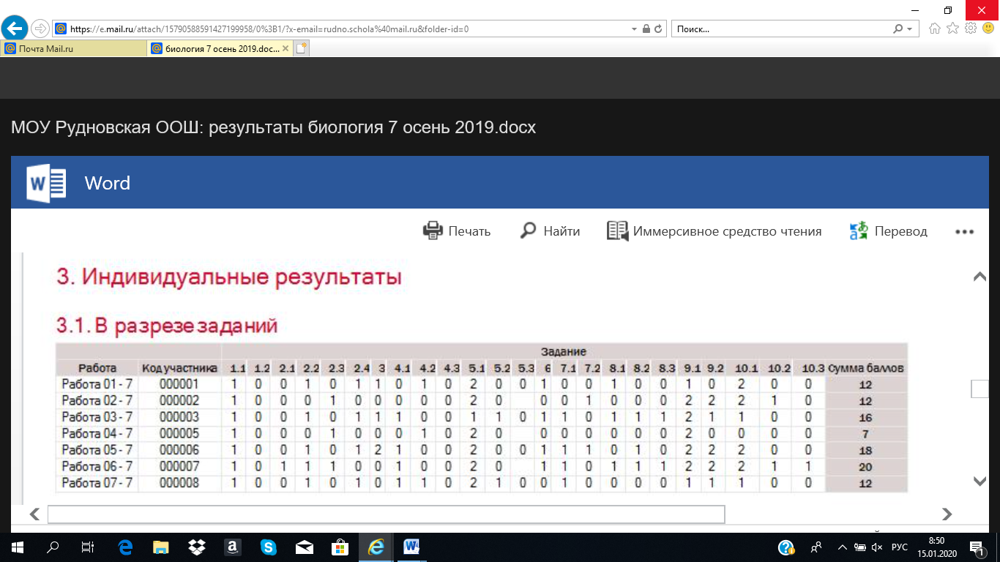 https://e.mail.ru/attach/15790588591427199958/0%3B1/?x-email=rudno.schola%40mail.ru&folder-id=0 Поиск...
Почта Mail.ru биология 7 осень 2019.doc...
МОУ Рудновская ООШ: результаты биология 7 осень 2019.docx
W Word
Печать Найти Иммерсивное средство чтения Перевод
3. Индивидуальные результаты
3.1. В разрезе заданий
Задание
Работа Код участника 1.1 1.2 2.1 2.2 2.3 2.4 3 4.1 4.2 4.3 5.1 5.2 5.3 6 7.1 7.2 8.1 8.2 8.3 9.1 9.2 10.1 10.2 10.3 Сумма баллов
Работа 01 - 7 000001 1 0 0 1 0 1 1 0 1 0 2 0 0 1 0 0 1 0 0 1 0 2 0 0 12
Работа 02 - 7 000002 1 0 0 0 1 0 0 0 0 0 2 0 0 0 1 0 0 0 2 2 2 1 0 12
Работа 03 - 7 000003 1 0 0 1 0 1 1 1 0 0 1 1 0 1 1 0 1 1 1 2 1 1 0 0 16
Работа 04 - 7 000005 1 0 0 0 1 0 0 0 1 0 2 0 0 0 0 0 0 0 2 0 0 0 0 7
Работа 05 - 7 000006 1 0 0 1 0 1 2 1 0 0 2 0 0 1 1 1 0 1 0 2 2 2 0 0 18
Работа 06 - 7 000007 1 0 1 1 1 0 0 1 0 0 2 0 1 1 0 1 1 1 2 2 2 1 1 20
Работа 07 - 7 000008 1 0 0 1 0 1 0 1 1 0 2 1 0 0 1 0 0 0 0 1 1 1 0 0 12
РУС 8:50
15.01.2020 1